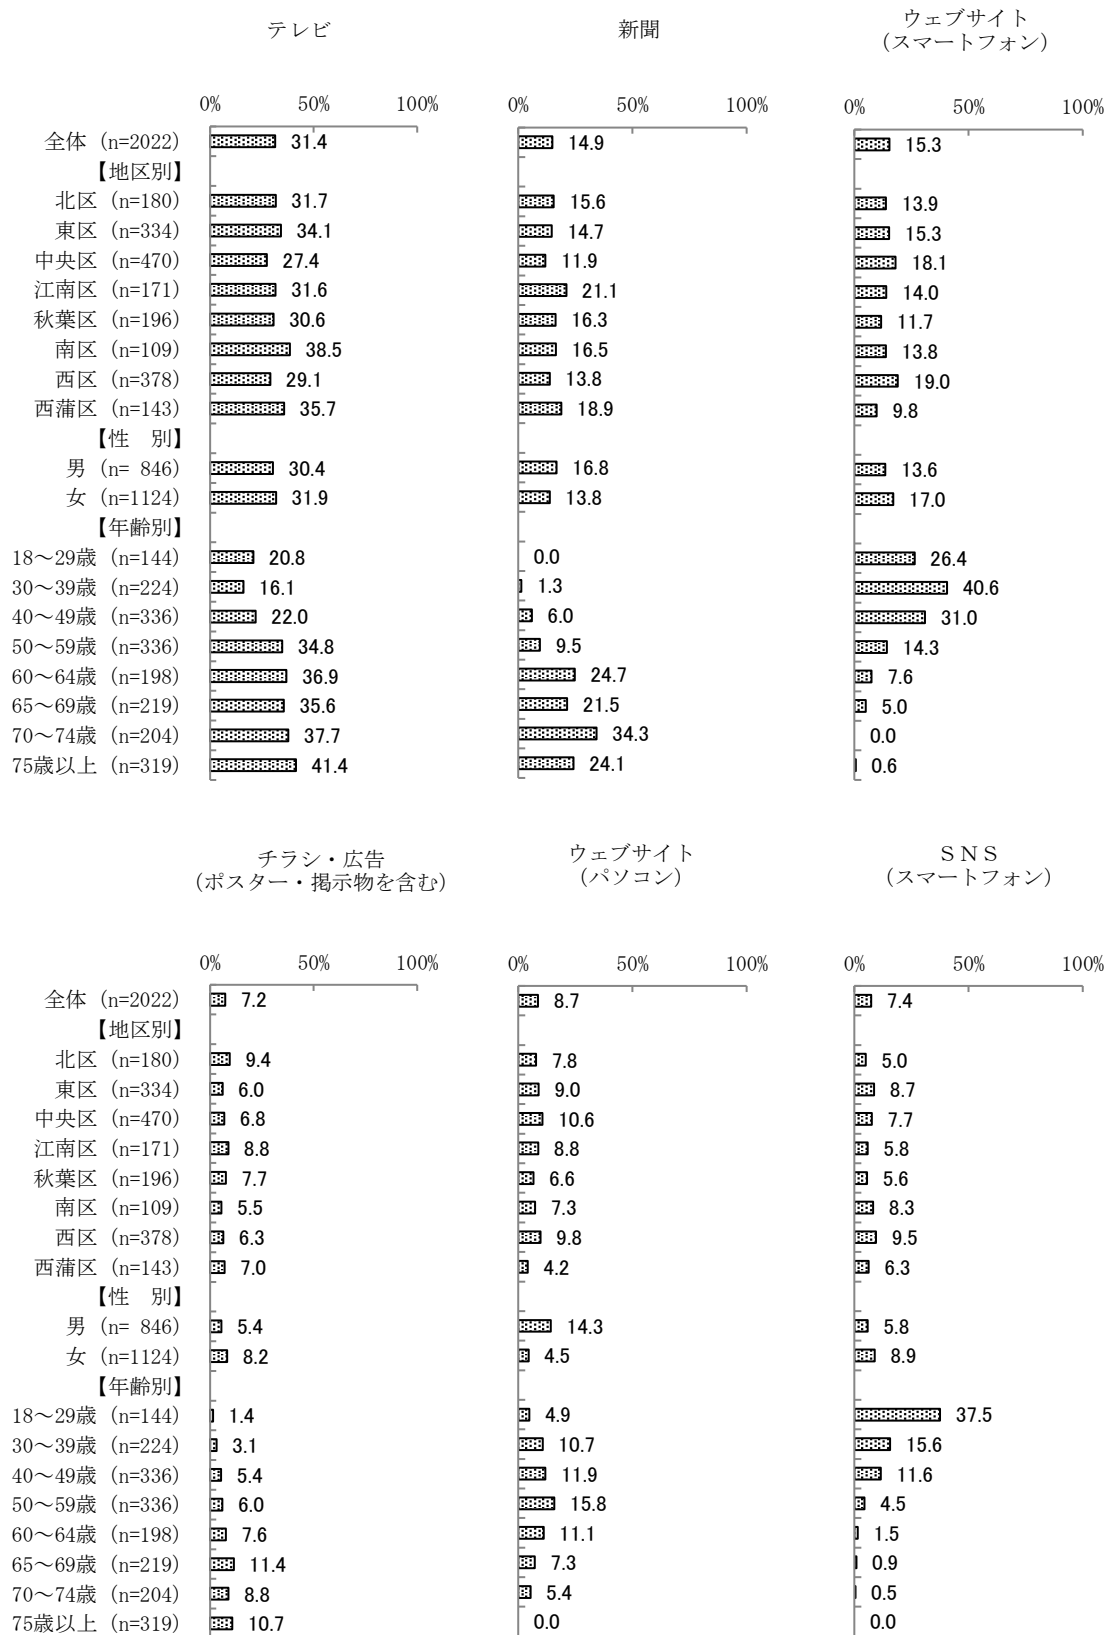 テレビ
新聞
ウェブサイト
(スマートフォン)
0% 50% 100% 0% 50% 100% 0% 50% 100%
全体 (n=2022) 31.4 14.9 15.3
【地区別】
北区 (n=180) 31.7 15.6 13.9
東区 (n=334) 34.1 14.7 15.3
中央区 (n=470) 27.4 11.9 18.1
江南区 (n=171) 31.6 21.1 14.0
秋葉区 (n=196) 30.6 16.3 11.7
南区 (n=109) 38.5 16.5 13.8
西区 (n=378) 29.1 13.8 19.0
西蒲区 (n=143) 35.7 18.9 9.8
【性 別】
男 (n= 846) 30.4 16.8 13.6
女 (n=1124) 31.9 13.8 17.0
【年齢別】
18～29歳 (n=144) 20.8 0.0 26.4
30～39歳 (n=224) 16.1 1.3 40.6
40～49歳 (n=336) 22.0 6.0 31.0
50～59歳 (n=336) 34.8 9.5 14.3
60～64歳 (n=198) 36.9 24.7 7.6
65～69歳 (n=219) 35.6 21.5 5.0
70～74歳 (n=204) 37.7 34.3 0.0
75歳以上 (n=319) 41.4 24.1 0.6
チラシ・広告
(ポスター・掲示物を含む)
ウェブサイト
(パソコン)
ＳＮＳ
(スマートフォン)
0% 50% 100% 0% 50% 100% 0% 50% 100%
全体 (n=2022) 7.2 8.7 7.4
【地区別】
北区 (n=180) 9.4 7.8 5.0
東区 (n=334) 6.0 9.0 8.7
中央区 (n=470) 6.8 10.6 7.7
江南区 (n=171) 8.8 8.8 5.8
秋葉区 (n=196) 7.7 6.6 5.6
南区 (n=109) 5.5 7.3 8.3
西区 (n=378) 6.3 9.8 9.5
西蒲区 (n=143) 7.0 4.2 6.3
【性 別】
男 (n= 846) 5.4 14.3 5.8
女 (n=1124) 8.2 4.5 8.9
【年齢別】
18～29歳 (n=144) 1.4 4.9 37.5
30～39歳 (n=224) 3.1 10.7 15.6
40～49歳 (n=336) 5.4 11.9 11.6
50～59歳 (n=336) 6.0 15.8 4.5
60～64歳 (n=198) 7.6 11.1 1.5
65～69歳 (n=219) 11.4 7.3 0.9
70～74歳 (n=204) 8.8 5.4 0.5
75歳以上 (n=319) 10.7 0.0 0.0